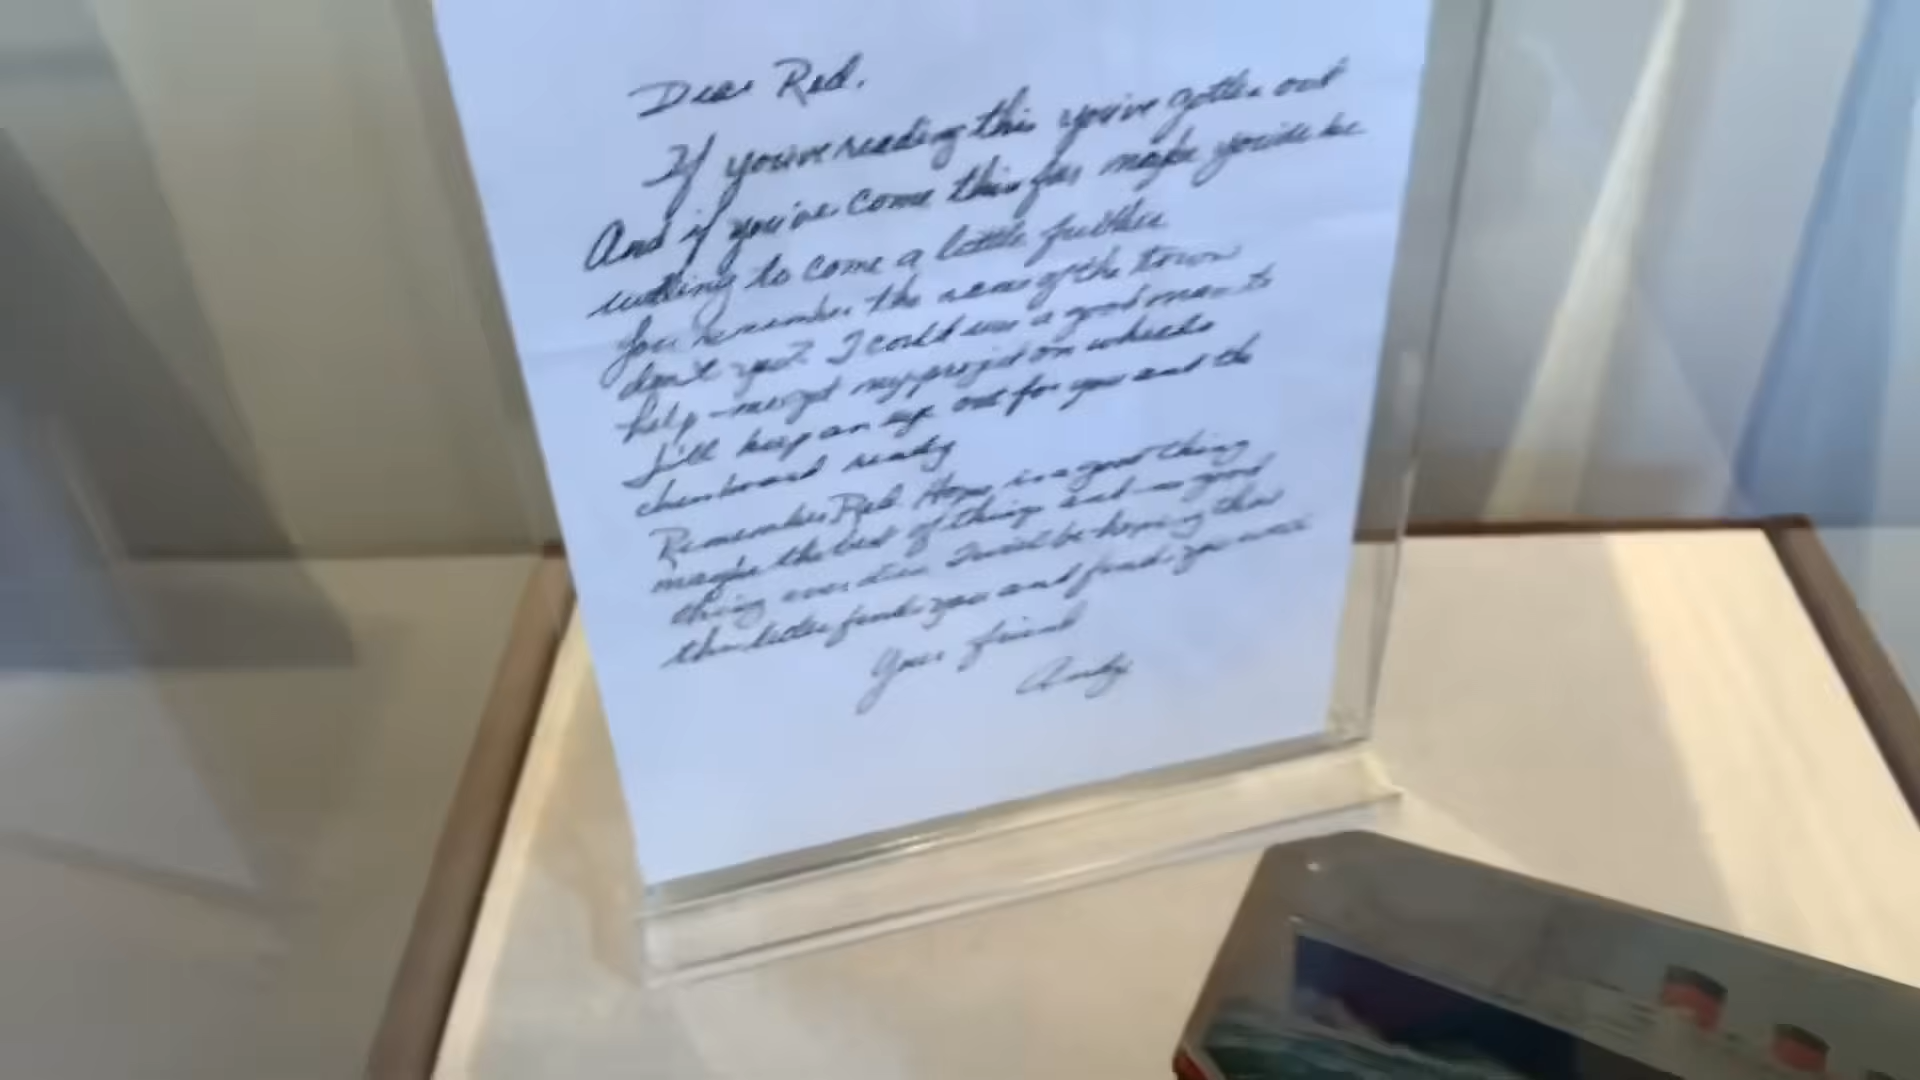 Dear Red.
If you're reading this you've gotten out
And if you've come this far maybe you'd be
willing to come a little further
You remember the name of the town
don't you? I could use a good man to
help me get my project on wheels
I'll keep an eye out for you and the
chessboard ready
Remember Red. Hope is a good thing
maybe the best of things and no good
thing ever dies. I will be hoping that
this letter finds you and finds you well
Your friend
Andy